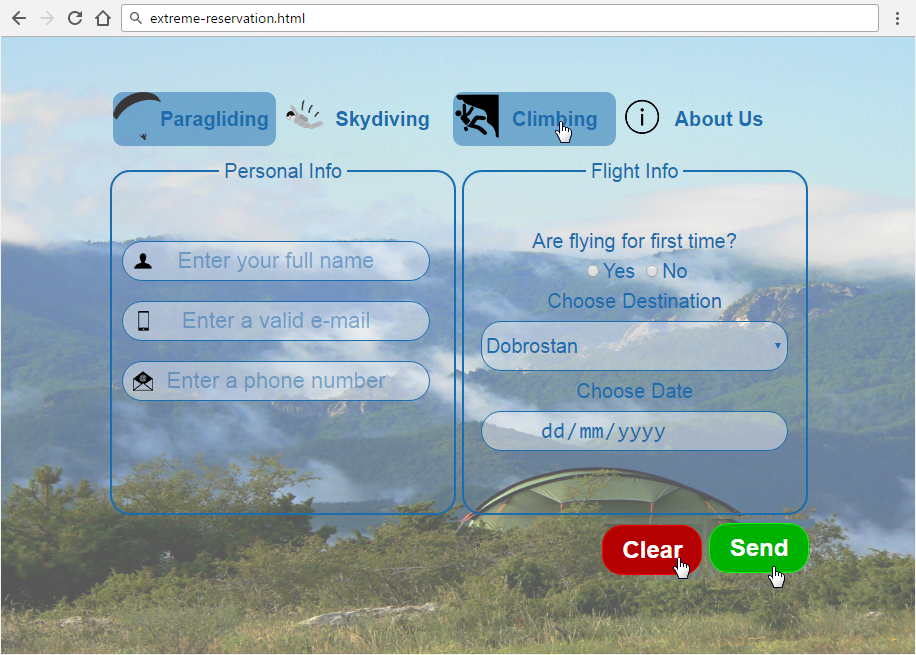 extreme-reservation.html
Paragliding Skydiving Climbing About Us
Personal Info
Enter your full name
Enter a valid e-mail
Enter a phone number
Flight Info
Are flying for first time?
Yes No
Choose Destination
Dobrostan
Choose Date
dd/mm/yyyy
Clear Send